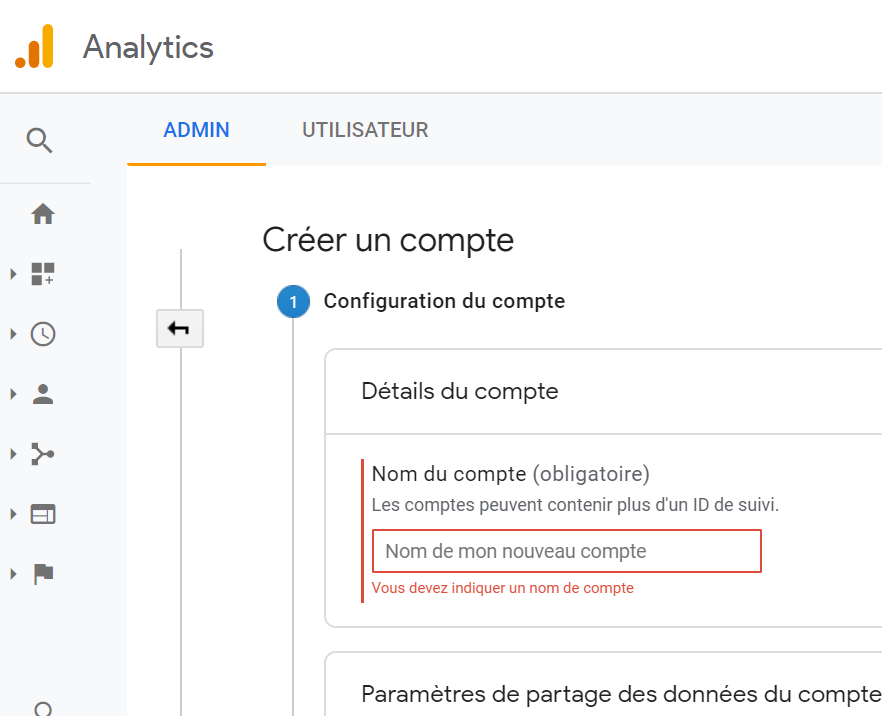 Analytics
ADMIN
UTILISATEUR
Créer un compte
1 Configuration du compte
Détails du compte
Nom du compte (obligatoire)
Les comptes peuvent contenir plus d'un ID de suivi.
Nom de mon nouveau compte
Vous devez indiquer un nom de compte
Paramètres de partage des données du compte